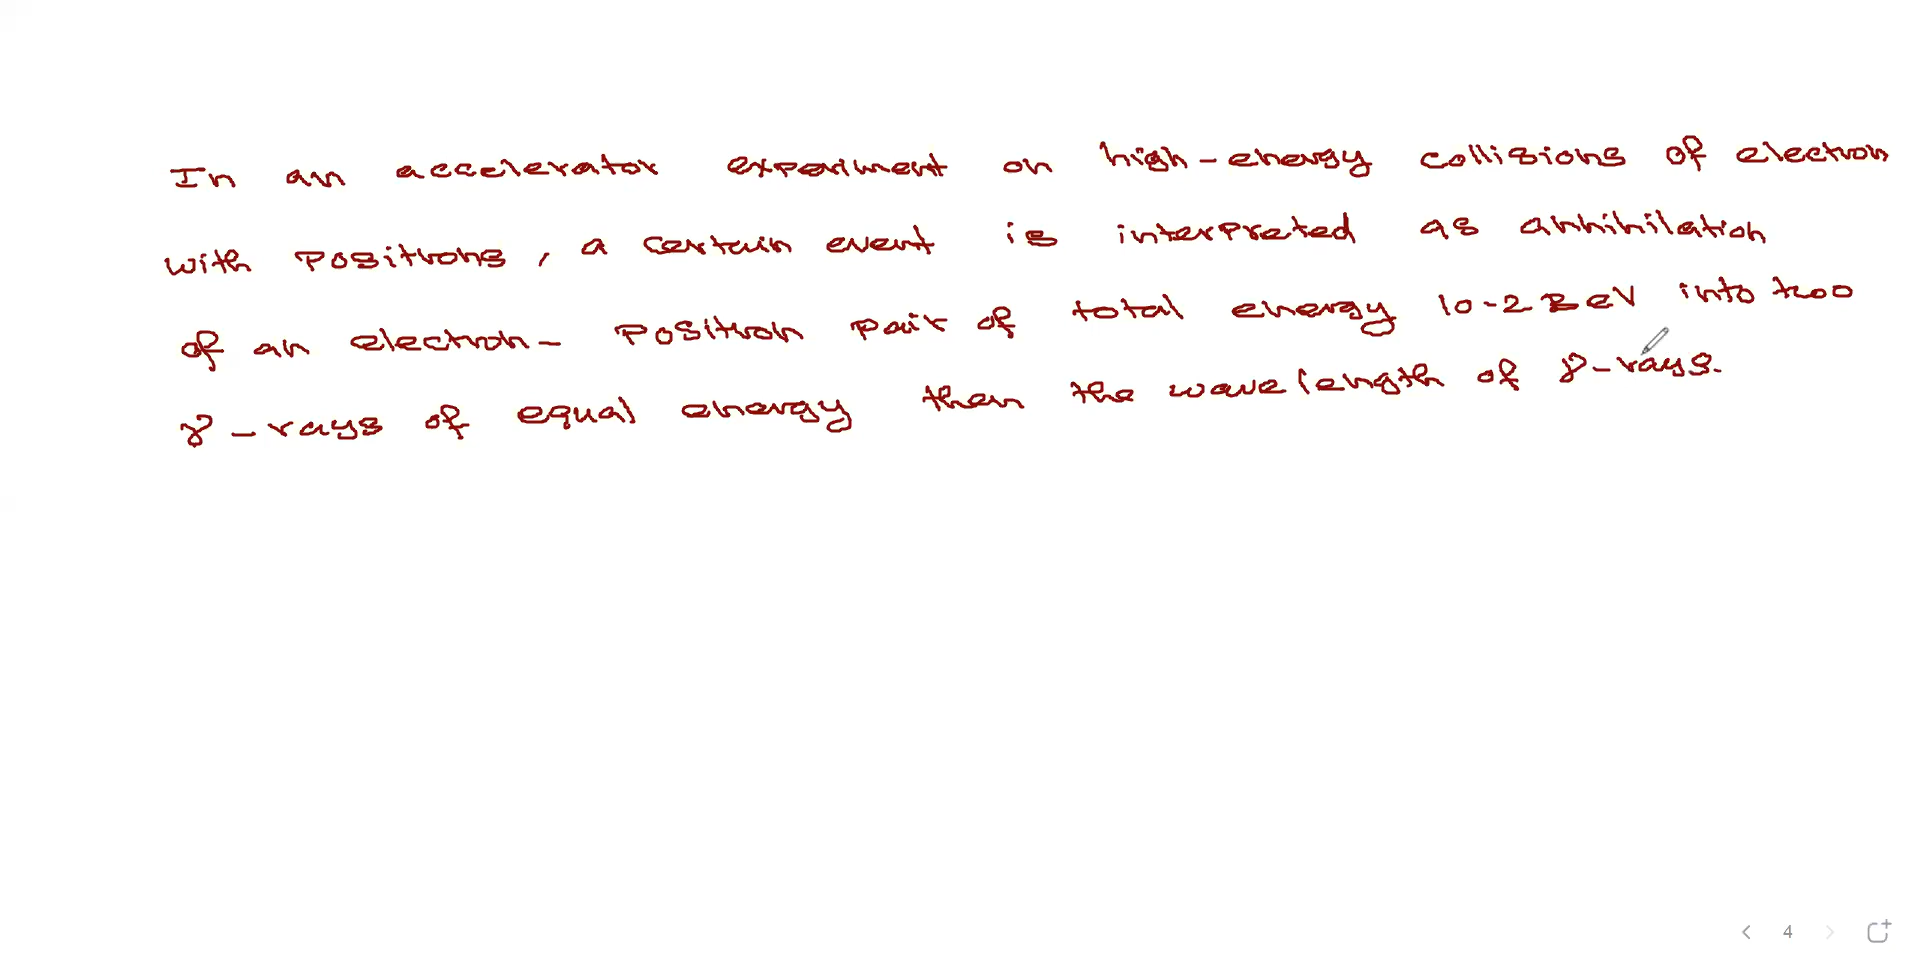 In an accelerator experiment on high-energy collisions of electron
with positrons, a certain event is interpreted as annihilation
of an electron- positron pair of total energy 10-2 BeV into two
γ-rays of equal energy then the wavelength of γ-rays.
4